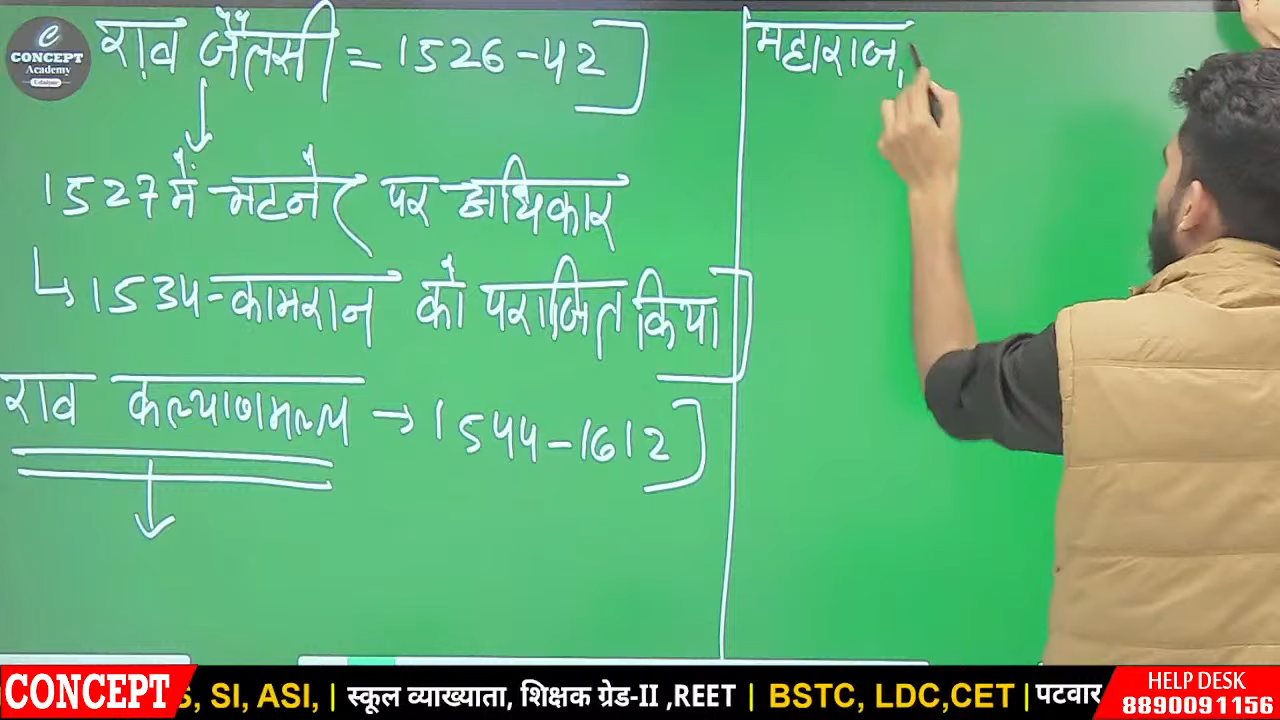 CONCEPT
Academy
Udaipur
राव जैतसी = 1526-42
1527 में भटनेर पर अधिकार
1534-कामरान को पराजित किया
राव कल्याणमल्य → 1544-1612
महाराज
CONCEPT
S, SI, ASI, | स्कूल व्याख्याता, शिक्षक ग्रेड-II ,REET | BSTC, LDC,CET | पटवार
HELP DESK
8890091156